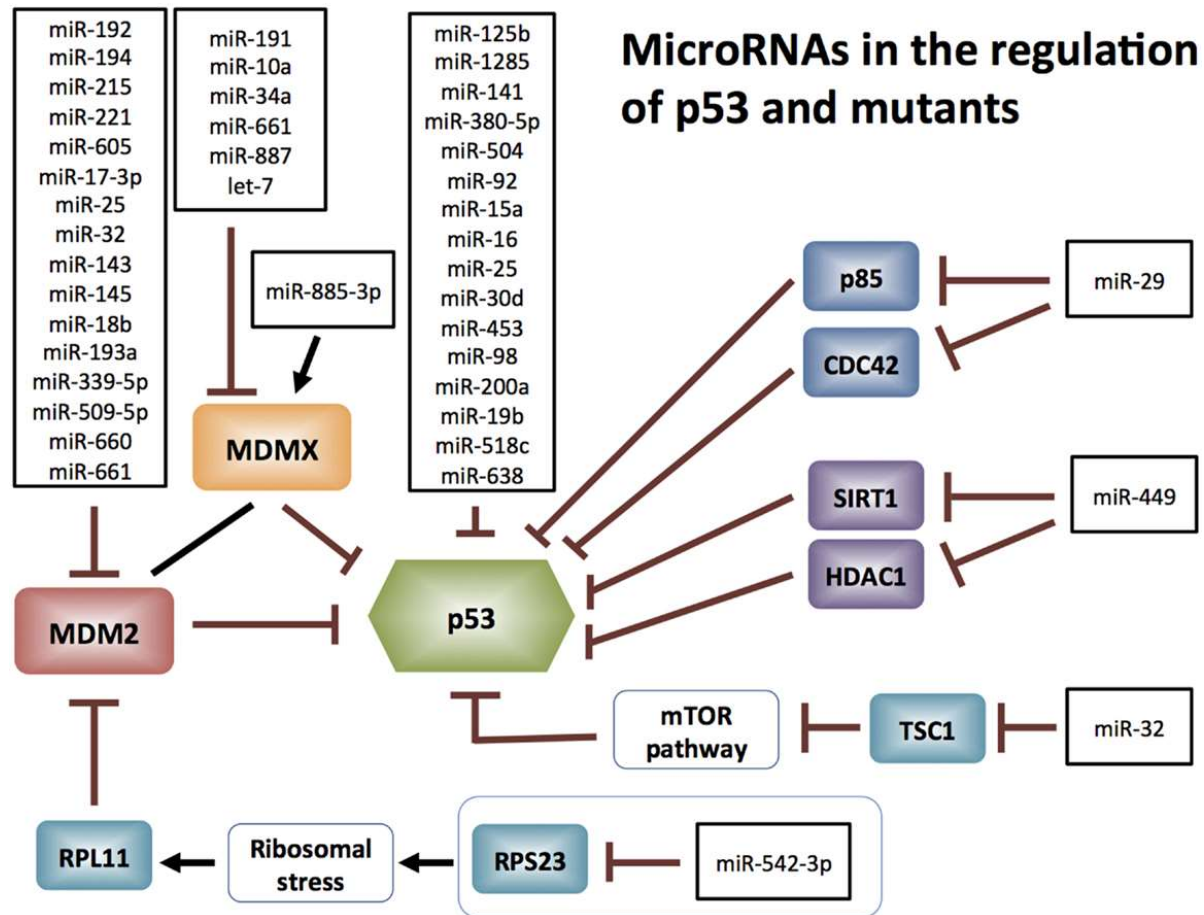 MicroRNAs in the regulation
of p53 and mutants
miR-192
miR-194
miR-215
miR-221
miR-605
miR-17-3p
miR-25
miR-32
miR-143
miR-145
miR-18b
miR-193a
miR-339-5p
miR-509-5p
miR-660
miR-661
miR-191
miR-10a
miR-34a
miR-661
miR-887
let-7
miR-885-3p
miR-125b
miR-1285
miR-141
miR-380-5p
miR-504
miR-92
miR-15a
miR-16
miR-25
miR-30d
miR-453
miR-98
miR-200a
miR-19b
miR-518c
miR-638
p85
miR-29
CDC42
MDMX
SIRT1
miR-449
HDAC1
MDM2
p53
mTOR
pathway
TSC1
miR-32
RPL11
Ribosomal
stress
RPS23
miR-542-3p